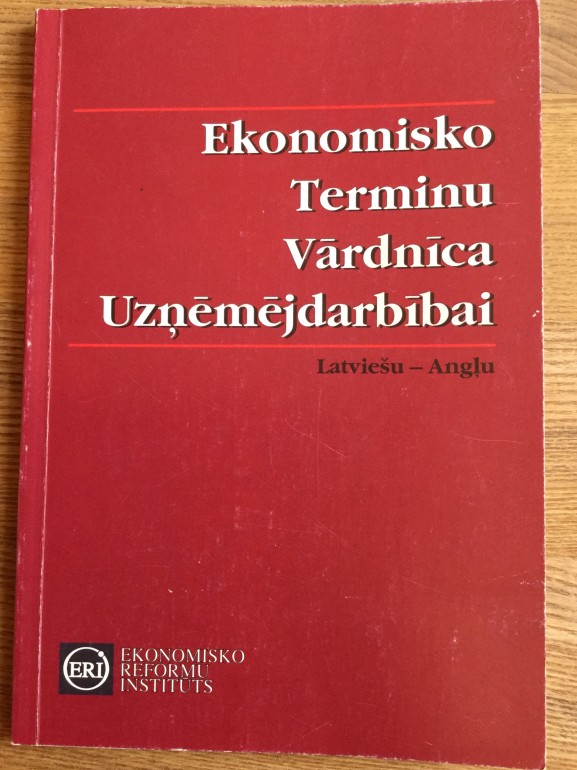 Ekonomisko
Terminu
Vārdnīca
Uzņēmējdarbībai
Latviešu – Angļu
ERI
EKONOMISKO
REFORMU
INSTITŪTS